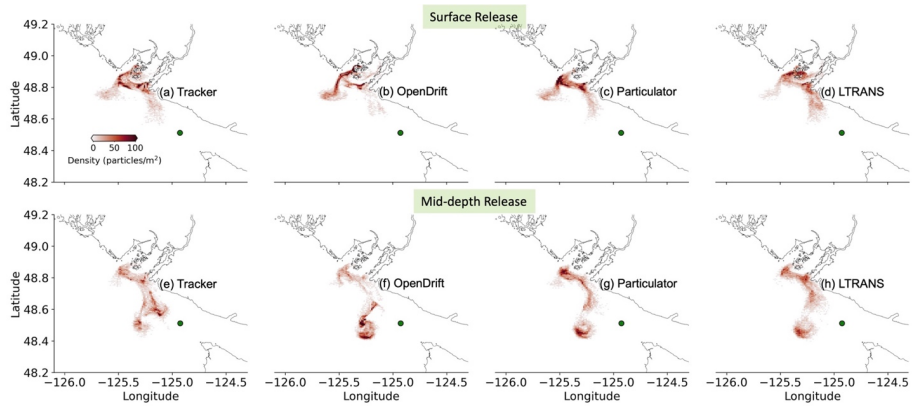 Surface Release
49.2
49.0
48.8
48.6
48.4
48.2
Latitude
(a) Tracker
0 50 100
Density (particles/m²)
(b) OpenDrift
(c) Particulator
(d) LTRANS
Longitude Longitude Longitude Longitude
Mid-depth Release
49.2
49.0
48.8
48.6
48.4
48.2
Latitude
(e) Tracker
(f) OpenDrift
(g) Particulator
(h) LTRANS
−126.0 −125.5 −125.0 −124.5 −126.0 −125.5 −125.0 −124.5 −126.0 −125.5 −125.0 −124.5 −126.0 −125.5 −125.0 −124.5
Longitude Longitude Longitude Longitude